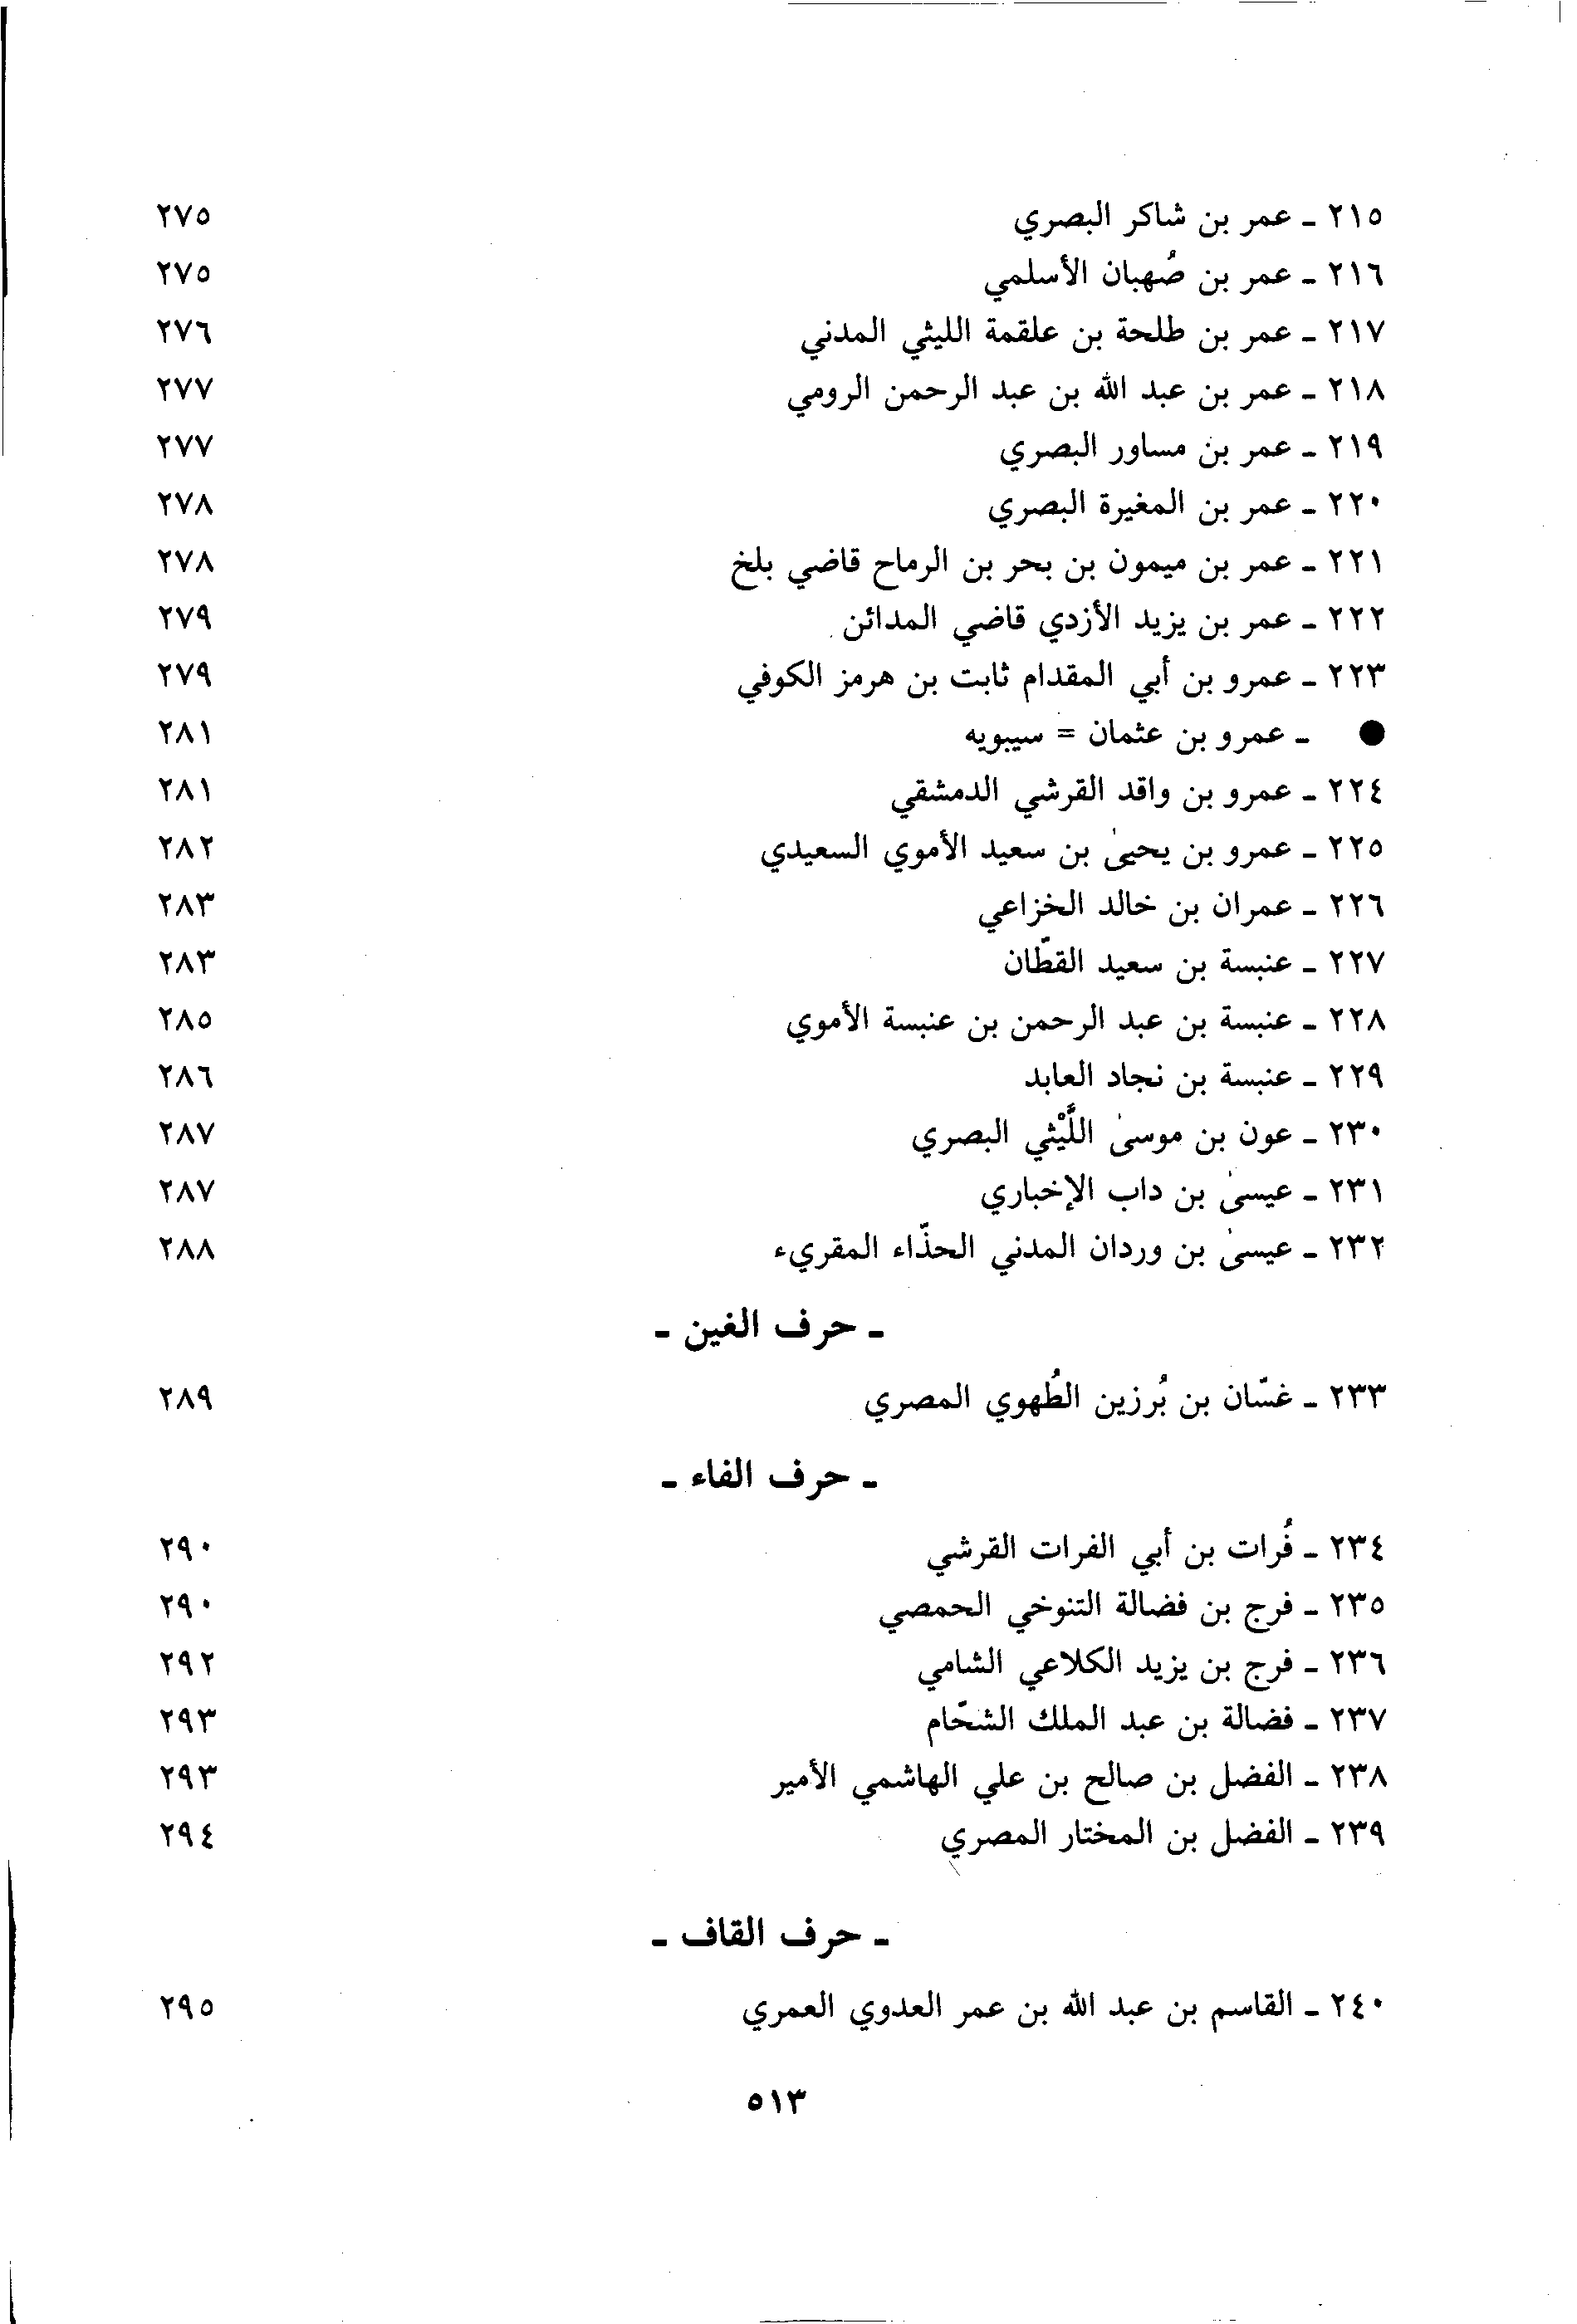 ٢١٥ - عمر بن شاكر البصري ٢٧٥
٢١٦ - عمر بن صُهبان الأسلمي ٢٧٥
٢١٧ - عمر بن طلحة بن علقمة الليثي المدني ٢٧٦
٢١٨ - عمر بن عبد الله بن عبد الرحمن الرومي ٢٧٧
٢١٩ - عمر بن مساور البصري ٢٧٧
٢٢٠ - عمر بن المغيرة البصري ٢٧٨
٢٢١ - عمر بن ميمون بن بحر بن الرماح قاضي بلخ ٢٧٨
٢٢٢ - عمر بن يزيد الأزدي قاضي المدائن ٢٧٩
٢٢٣ - عمرو بن أبي المقدام ثابت بن هرمز الكوفي ٢٧٩
● - عمرو بن عثمان = سيبويه ٢٨١
٢٢٤ - عمرو بن واقد القرشي الدمشقي ٢٨١
٢٢٥ - عمرو بن يحيىٰ بن سعيد الأموي السعيدي ٢٨٢
٢٢٦ - عمران بن خالد الخزاعي ٢٨٣
٢٢٧ - عنبسة بن سعيد القطّان ٢٨٣
٢٢٨ - عنبسة بن عبد الرحمن بن عنبسة الأموي ٢٨٥
٢٢٩ - عنبسة بن نجاد العابد ٢٨٦
٢٣٠ - عون بن موسىٰ اللَّيْثي البصري ٢٨٧
٢٣١ - عيسىٰ بن داب الإخباري ٢٨٧
٢٣٢ - عيسىٰ بن وردان المدني الحذّاء المقريء ٢٨٨
- حرف الغين -
٢٣٣ - غسّان بن بُرزين الطُهوي المصري ٢٨٩
- حرف الفاء -
٢٣٤ - فُرات بن أبي الفرات القرشي ٢٩٠
٢٣٥ - فرج بن فضالة التنوخي الحمصي ٢٩٠
٢٣٦ - فرج بن يزيد الكلاعي الشامي ٢٩٢
٢٣٧ - فضالة بن عبد الملك الشحّام ٢٩٣
٢٣٨ - الفضل بن صالح بن علي الهاشمي الأمير ٢٩٣
٢٣٩ - الفضل بن المختار المصري ٢٩٤
- حرف القاف -
٢٤٠ - القاسم بن عبد الله بن عمر العدوي العمري ٢٩٥
٥١٣